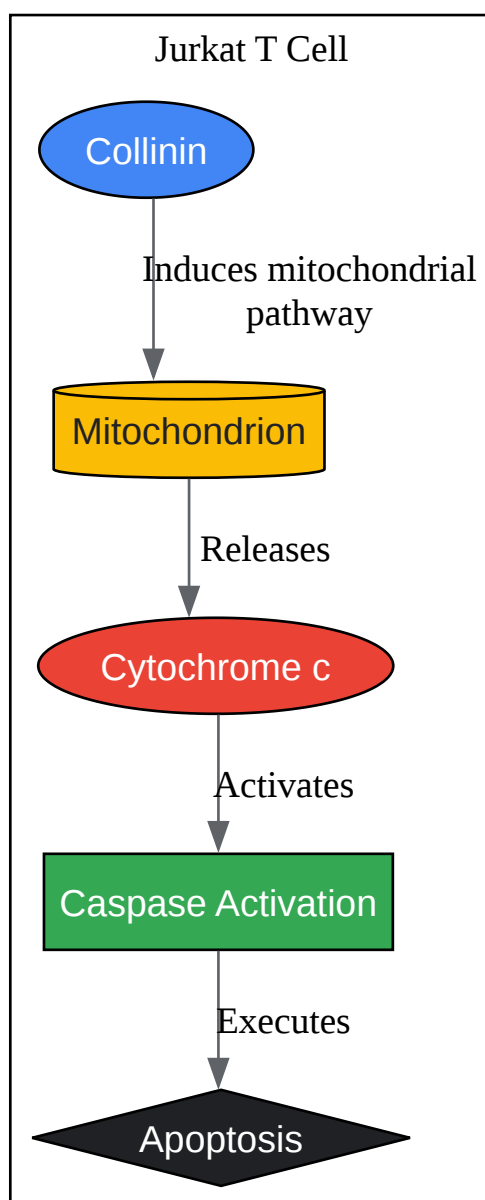 Jurkat T Cell
Collinin
Induces mitochondrial
pathway
Mitochondrion
Releases
Cytochrome c
Activates
Caspase Activation
Executes
Apoptosis